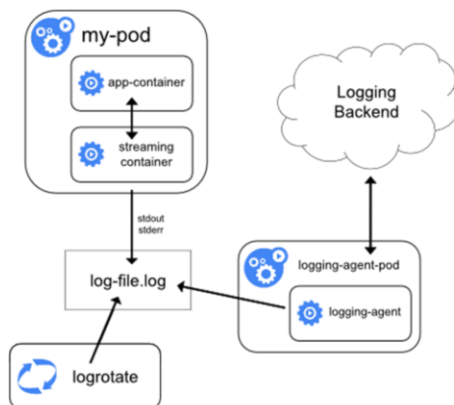 my-pod
app-container
streaming
container
Logging
Backend
stdout
stderr
log-file.log
logging-agent-pod
logging-agent
logrotate